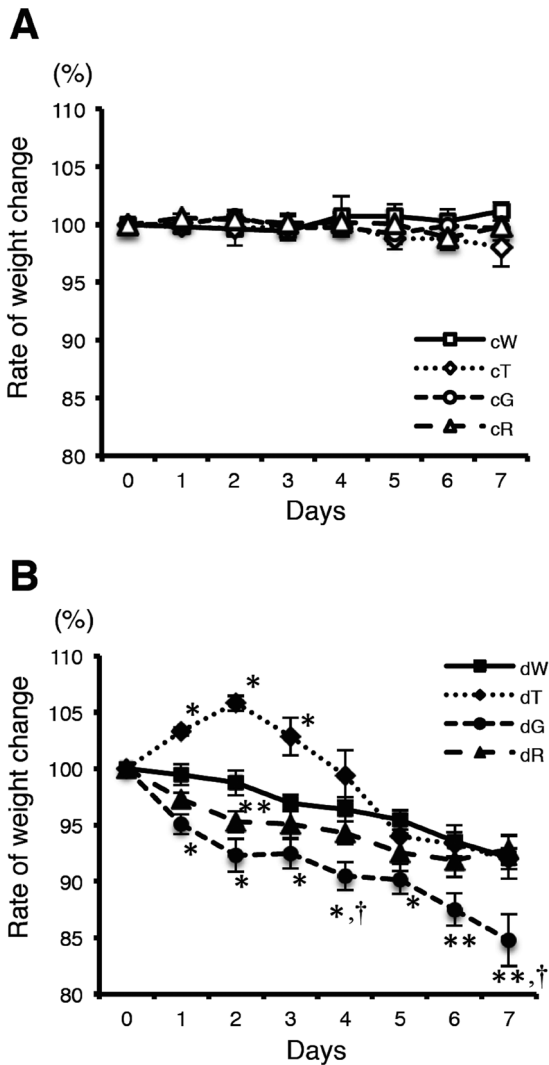 A
(%)
110
105
100
95
90
85
80
Rate of weight change
cW
cT
cG
cR
0 1 2 3 4 5 6 7
Days
B
(%)
110
105
100
95
90
85
80
Rate of weight change
dW
dT
dG
dR
*
*
*
**
*
*
*
*,†
*
**
**,†
0 1 2 3 4 5 6 7
Days